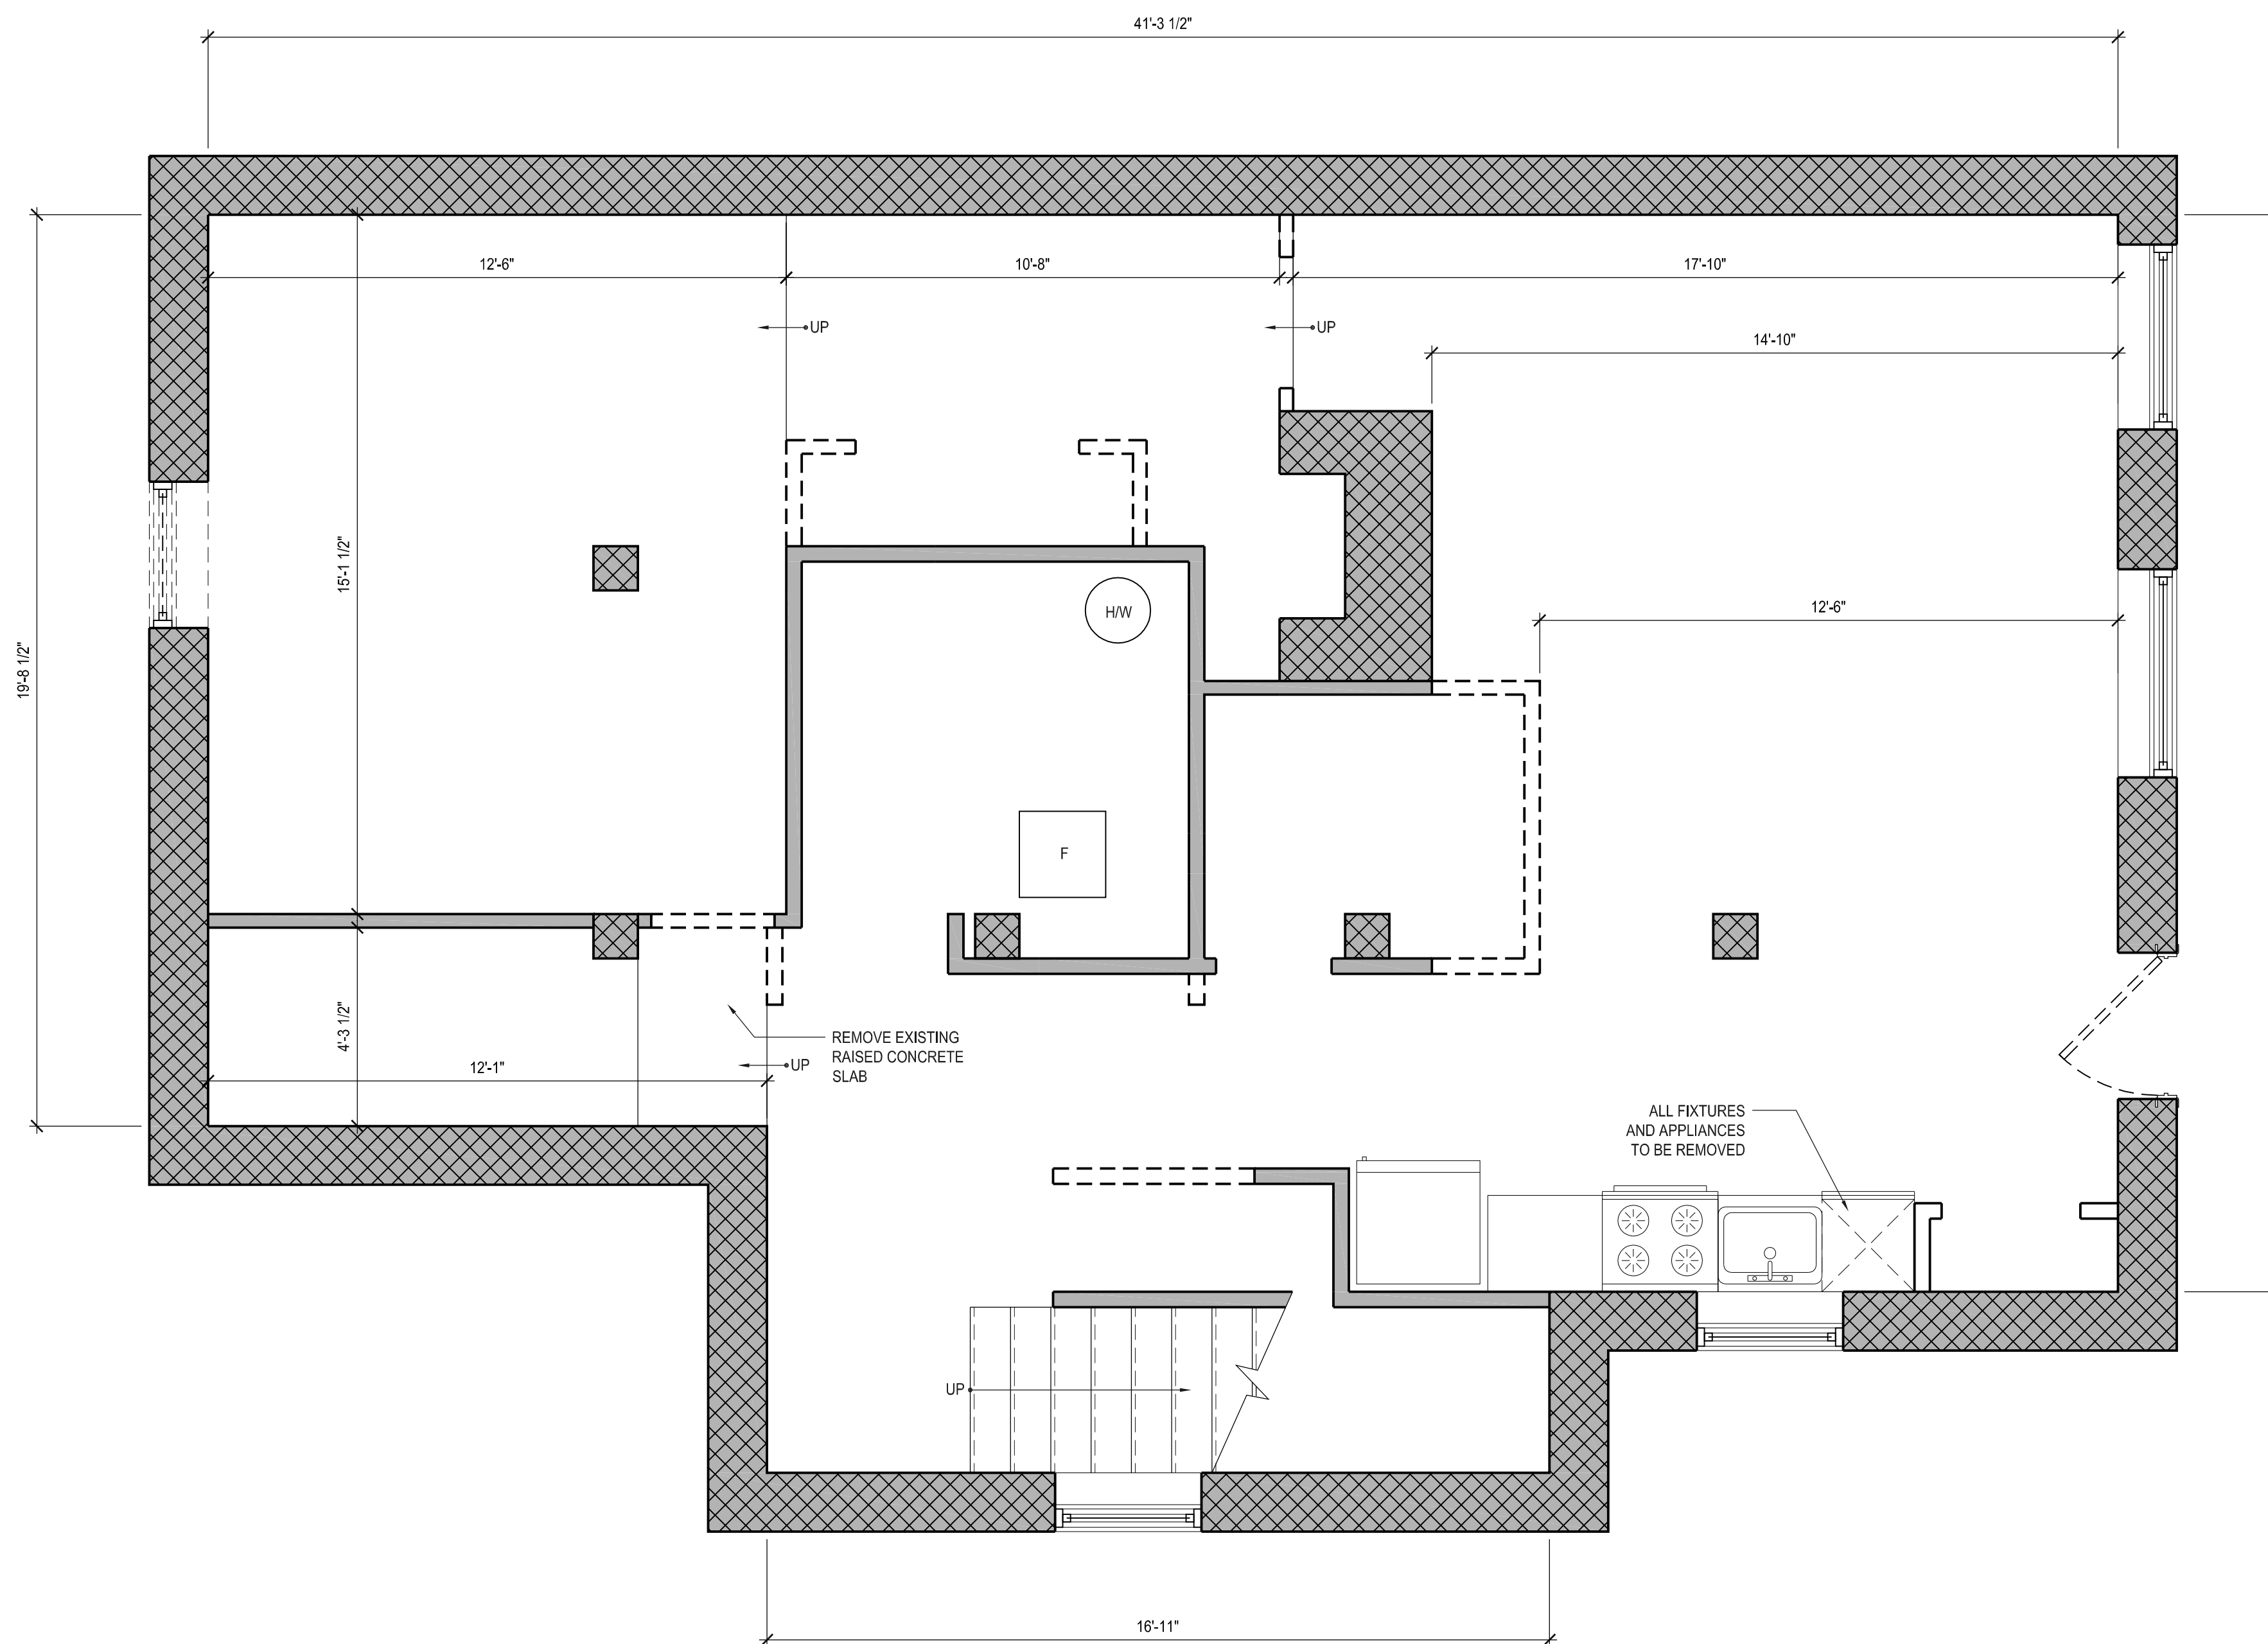 41'-3 1/2"
12'-6"
10'-8"
17'-10"
UP
UP
14'-10"
15'-1 1/2"
H/W
12'-6"
19'-8 1/2"
F
4'-3 1/2"
REMOVE EXISTING
RAISED CONCRETE
SLAB
UP
12'-1"
ALL FIXTURES
AND APPLIANCES
TO BE REMOVED
UP
16'-11"